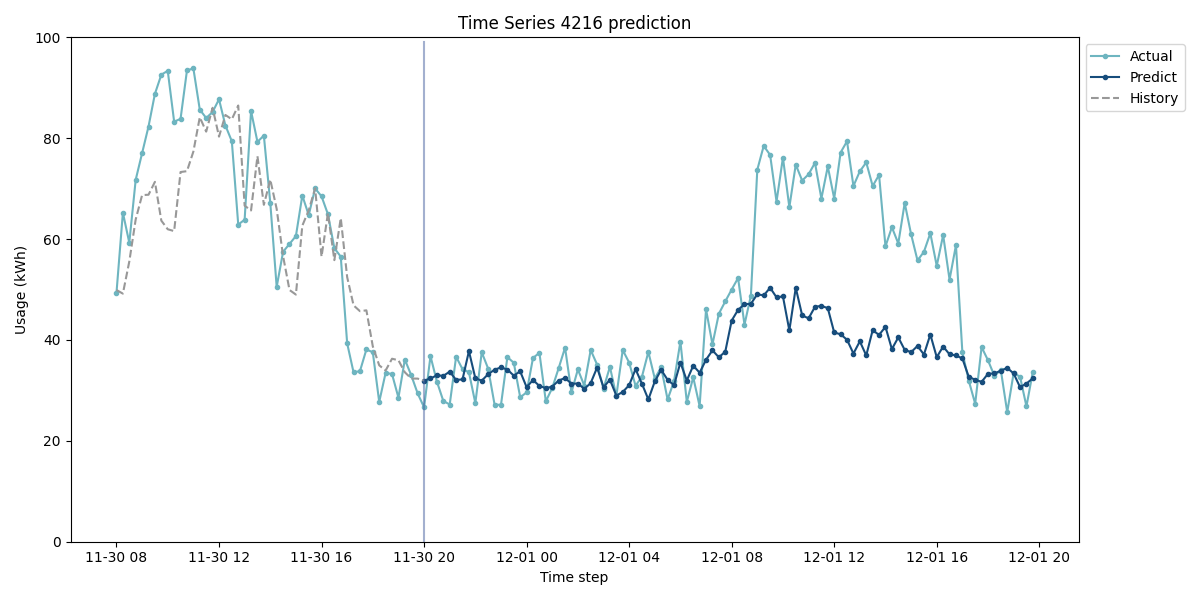 Time Series 4216 prediction
100
80
60
40
20
0
Usage (kWh)
11-30 08
11-30 12
11-30 16
11-30 20
12-01 00
12-01 04
12-01 08
12-01 12
12-01 16
12-01 20
Time step
Actual
Predict
History